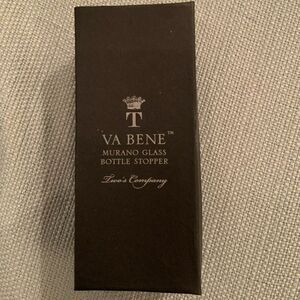 T
VA BENE™
MURANO GLASS
BOTTLE STOPPER
Two's Company